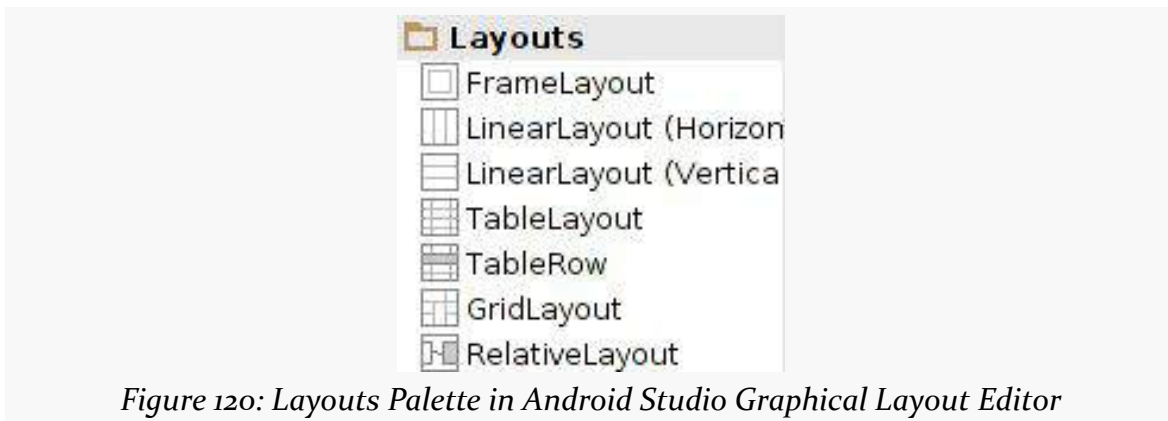 Layouts
FrameLayout
LinearLayout (Horizon
LinearLayout (Vertica
TableLayout
TableRow
GridLayout
RelativeLayout
Figure 120: Layouts Palette in Android Studio Graphical Layout Editor